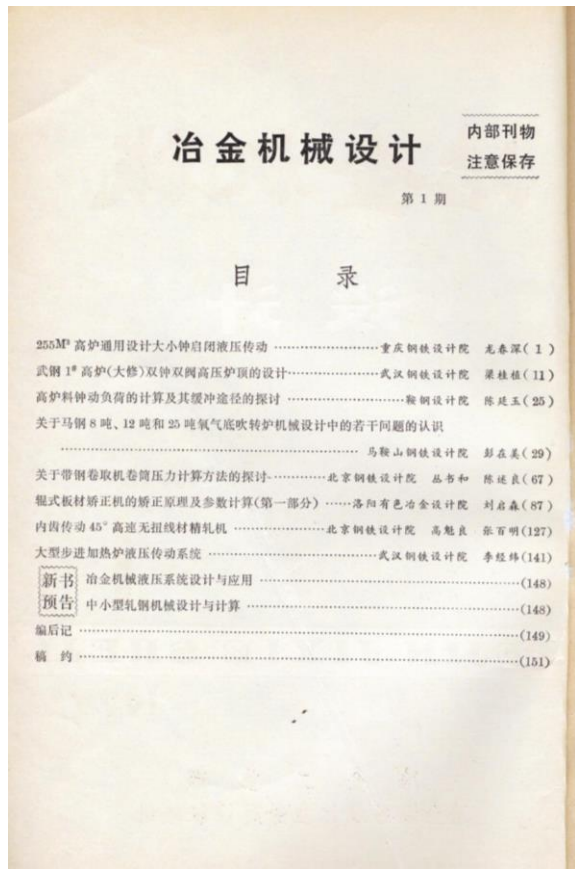 冶金机械设计
内部刊物
注意保存
第 1 期
目 录
255M³ 高炉通用设计大小钟启闭液压传动 …………………重庆钢铁设计院 龙春深( 1 )
武钢 1# 高炉(大修)双钟双阀高压炉顶的设计………………武汉钢铁设计院 梁桂植( 11 )
高炉料钟动负荷的计算及其缓冲途径的探讨 ………………鞍钢设计院 陈廷玉( 25 )
关于马钢 8 吨、12 吨和 25 吨氧气底吹转炉机械设计中的若干问题的认识
………………………………………………马鞍山钢铁设计院 彭在美( 29 )
关于带钢卷取机卷筒压力计算方法的探讨…………北京钢铁设计院 丛书和 陈述良( 67 )
辊式板材矫正机的矫正原理及参数计算(第一部分) ……洛阳有色冶金设计院 刘启森( 87 )
内齿传动 45° 高速无扭线材精轧机 ……………北京钢铁设计院 高魁良 张百明(127)
大型步进加热炉液压传动系统 ……………………………武汉钢铁设计院 李经纬(141)
新书
预告
冶金机械液压系统设计与应用 ……………………………………………(148)
中小型轧钢机械设计与计算 ……………………………………………(148)
编后记 ………………………………………………………………………(149)
稿 约 ………………………………………………………………………(151)